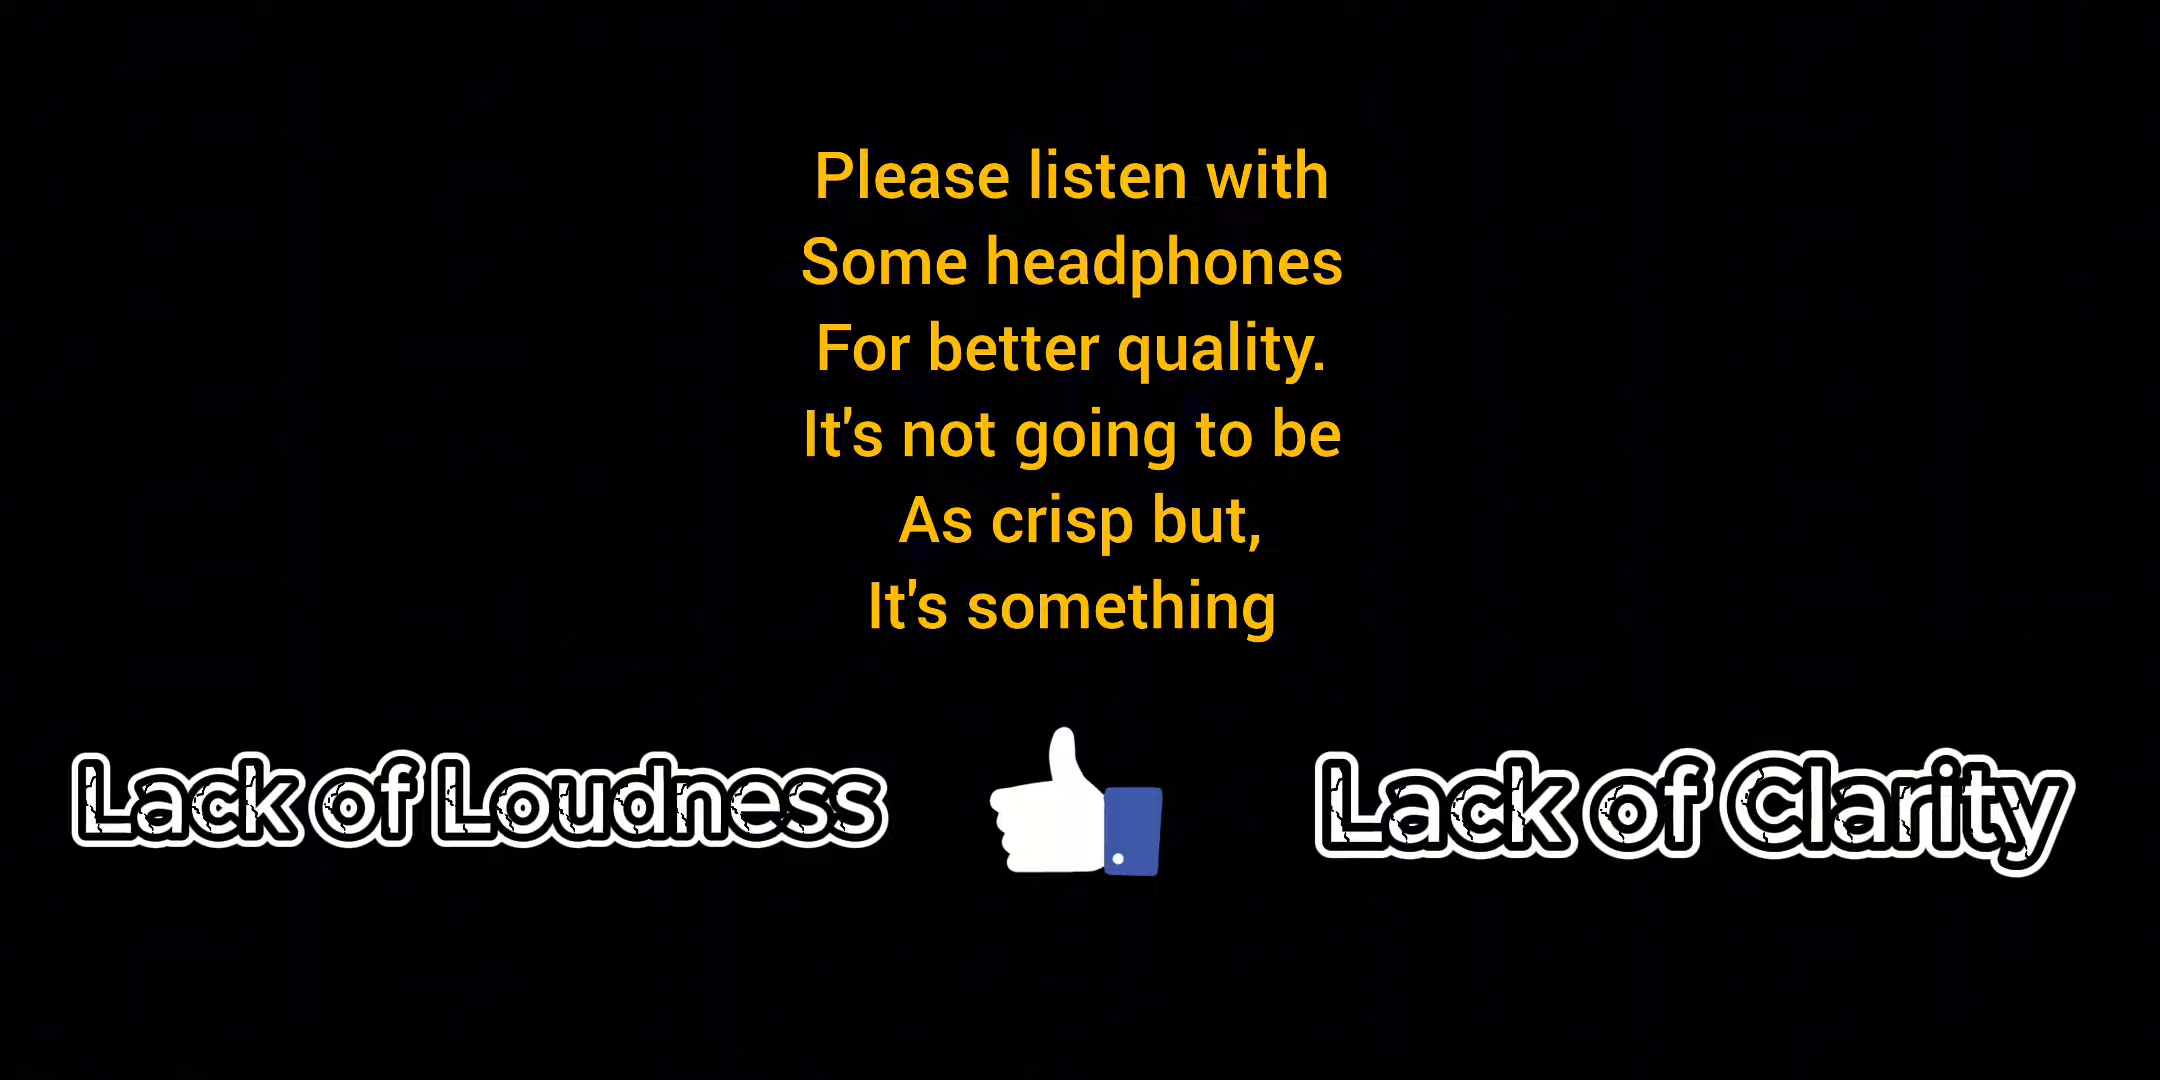 Please listen with
Some headphones
For better quality.
It's not going to be
As crisp but,
It's something
Lack of Loudness
Lack of Clarity